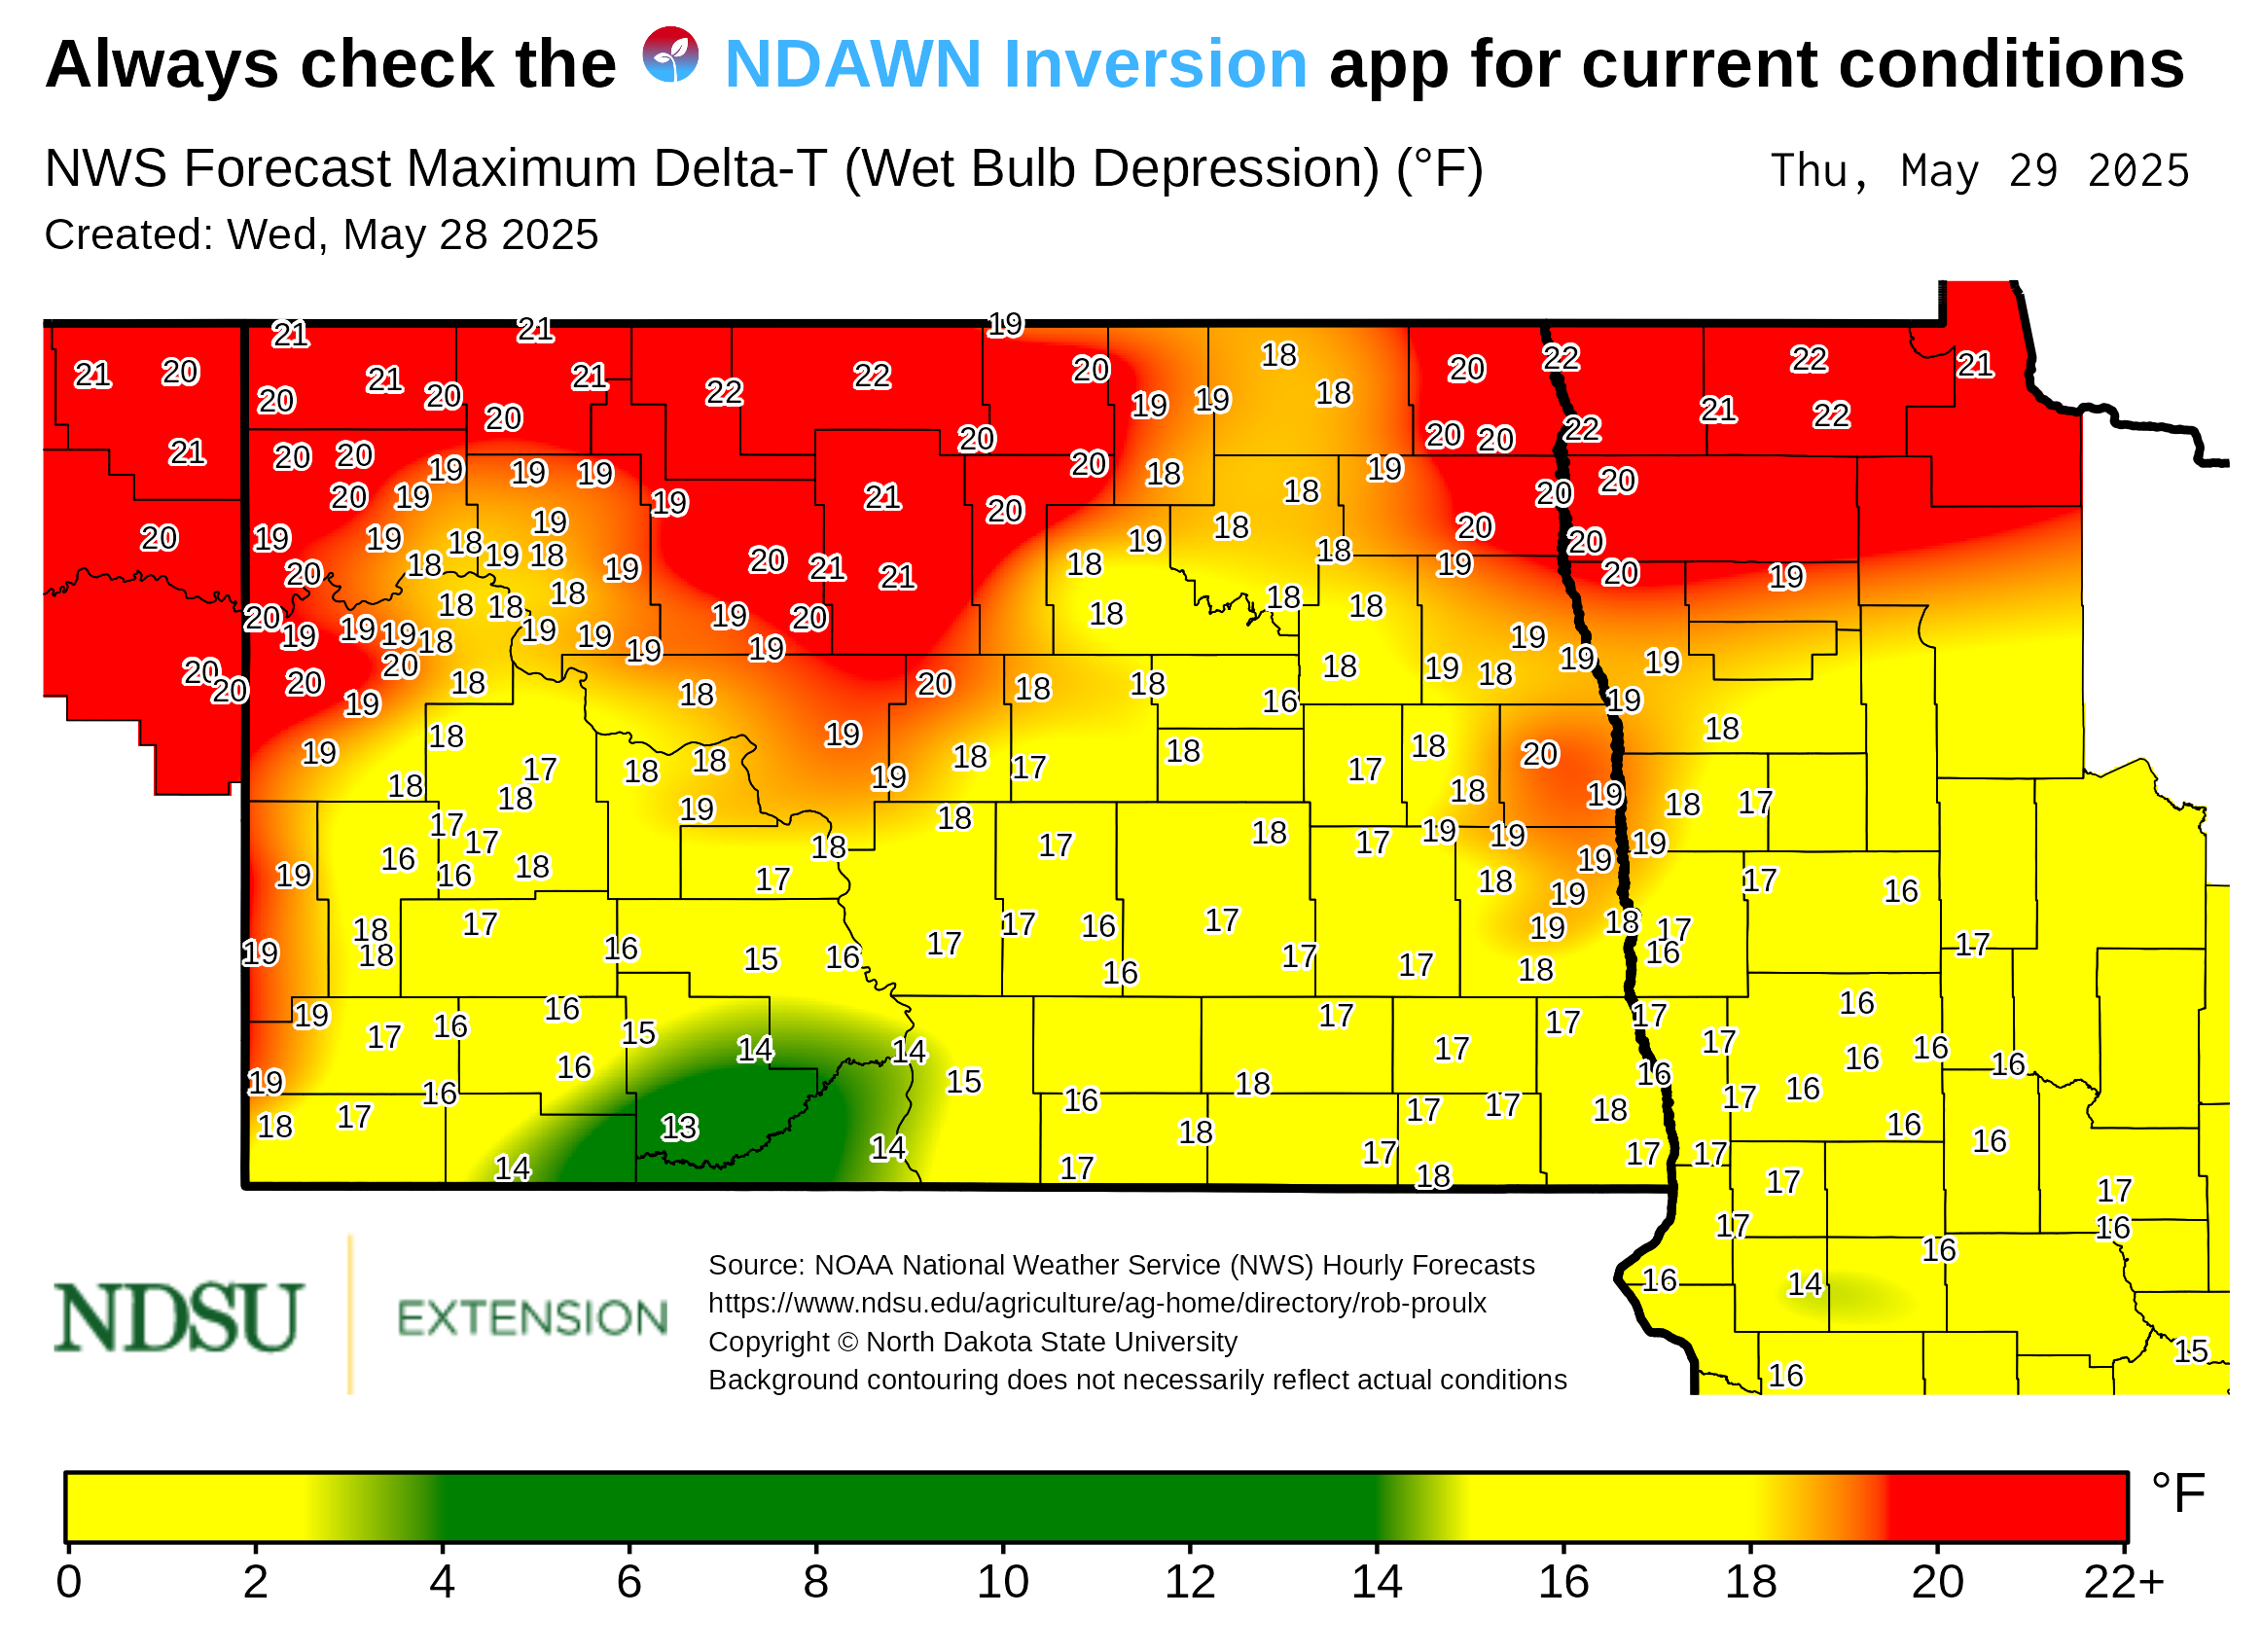 Always check the NDAWN Inversion app for current conditions
NWS Forecast Maximum Delta-T (Wet Bulb Depression) (°F)
Thu, May 29 2025
Created: Wed, May 28 2025
21 21 19
21 20 21 20 21 20 20 21 22 22 20 19 19 18 18 20 22 22 21
20 20 21 22 22
21 20 20 19 19 19 20 20 18 19 20 20
20 19 19 21 20 18 20 20
20 19 19 18 19 19 18 19 20 21 21 18 19 18 18 20 19 20 20 19
20 18 18 18 18 18 18
20 19 19 19 18 19 19 19 19 20 19 19 19 19
20 20 20 20 19 18 18 20 18 18 16 18 19 18 19
19 18 18 17 18 18 19 19 18 17 18 17 18 20 18
18 18 19 18 18 18 19 18 17
17 17 18 17 18 17 19 19 19 19
19 16 16 18 17 18 19 17 16
19 18 18 17 16 15 16 17 17 16 17 19 18 17
16 17 17 18 16 17
19 17 16 16 15 17 17 17 17 16
19 16 16 14 14 15 18 17 16 17 16 16 16 16
18 17 13 16 18 17 17 18 16 16
14 14 17 17 18 17 17 17 17
17 16
16 14 16
16 15
NDSU EXTENSION
Source: NOAA National Weather Service (NWS) Hourly Forecasts
https://www.ndsu.edu/agriculture/ag-home/directory/rob-proulx
Copyright © North Dakota State University
Background contouring does not necessarily reflect actual conditions
°F
0 2 4 6 8 10 12 14 16 18 20 22+